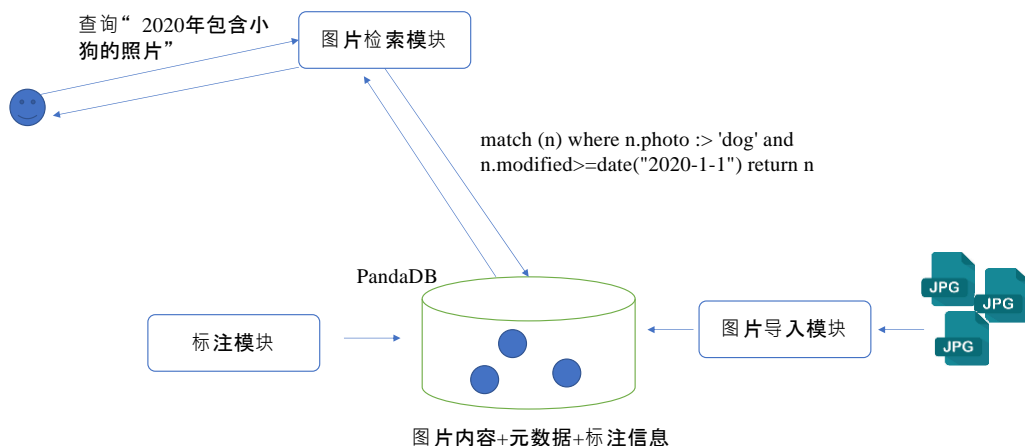 查询“ 2020年包含小
狗的照片”
图片检索模块
match (n) where n.photo :> 'dog' and
n.modified>=date("2020-1-1") return n
PandaDB
标注模块
图片导入模块
JPG
JPG
JPG
图片内容+元数据+标注信息